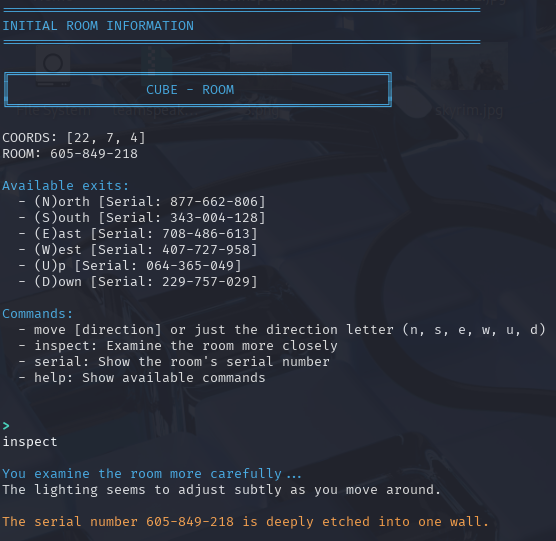 INITIAL ROOM INFORMATION
CUBE - ROOM
COORDS: [22, 7, 4]
ROOM: 605-849-218
Available exits:
- (N)orth [Serial: 877-662-806]
- (S)outh [Serial: 343-004-128]
- (E)ast [Serial: 708-486-613]
- (W)est [Serial: 407-727-958]
- (U)p [Serial: 064-365-049]
- (D)own [Serial: 229-757-029]
Commands:
- move [direction] or just the direction letter (n, s, e, w, u, d)
- inspect: Examine the room more closely
- serial: Show the room's serial number
- help: Show available commands
>
inspect
You examine the room more carefully...
The lighting seems to adjust subtly as you move around.
The serial number 605-849-218 is deeply etched into one wall.